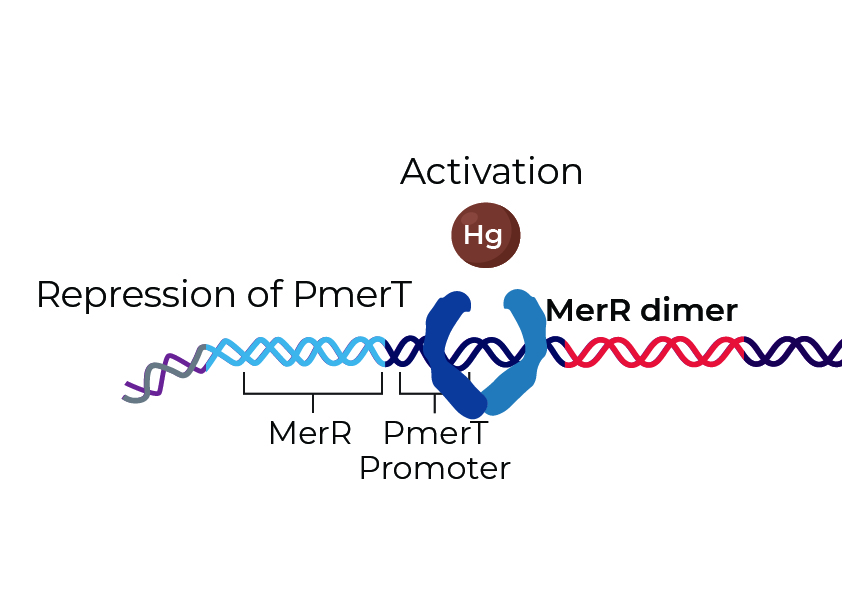 Activation
Hg
Repression of PmerT
MerR dimer
MerR
PmerT
Promoter